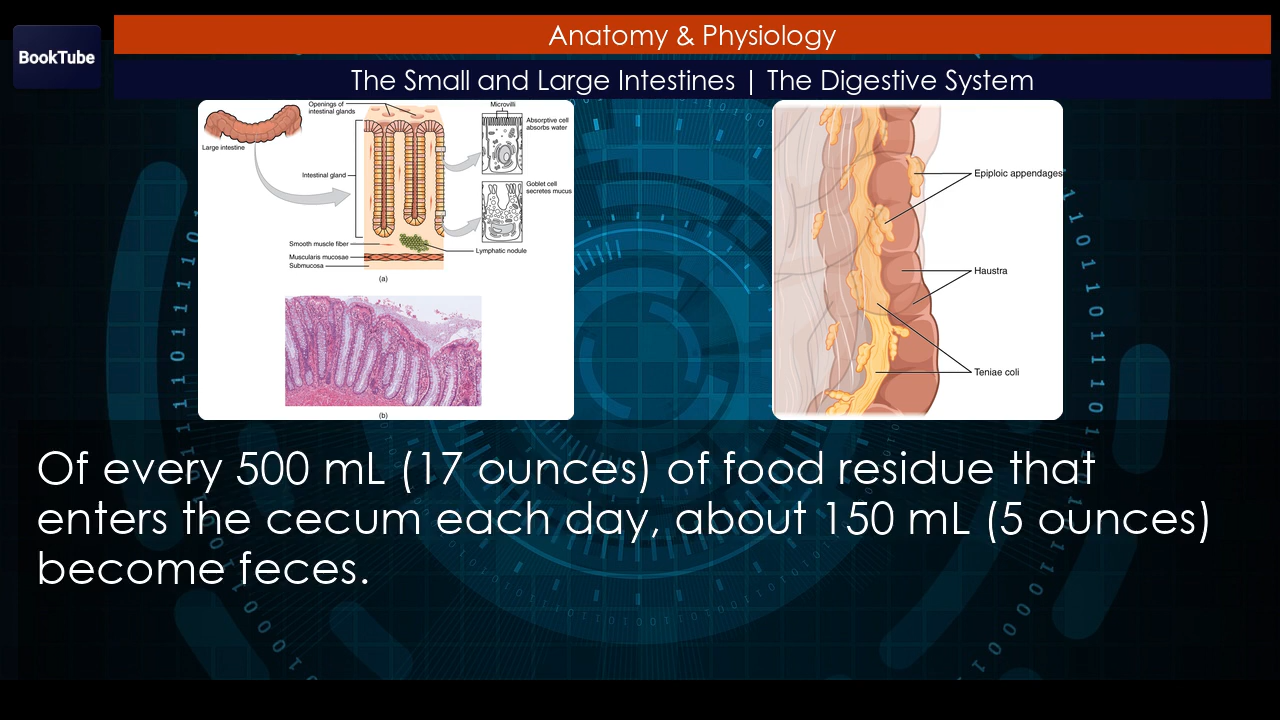 BookTube
Anatomy & Physiology
The Small and Large Intestines | The Digestive System
Openings of
intestinal glands
Large intestine
Intestinal gland
Smooth muscle fiber
Muscularis mucosae
Submucosa
Microvilli
Absorptive cell
absorbs water
Goblet cell
secretes mucus
Lymphatic nodule
(a)
(b)
Epiploic appendages
Haustra
Teniae coli
Of every 500 mL (17 ounces) of food residue that
enters the cecum each day, about 150 mL (5 ounces)
become feces.